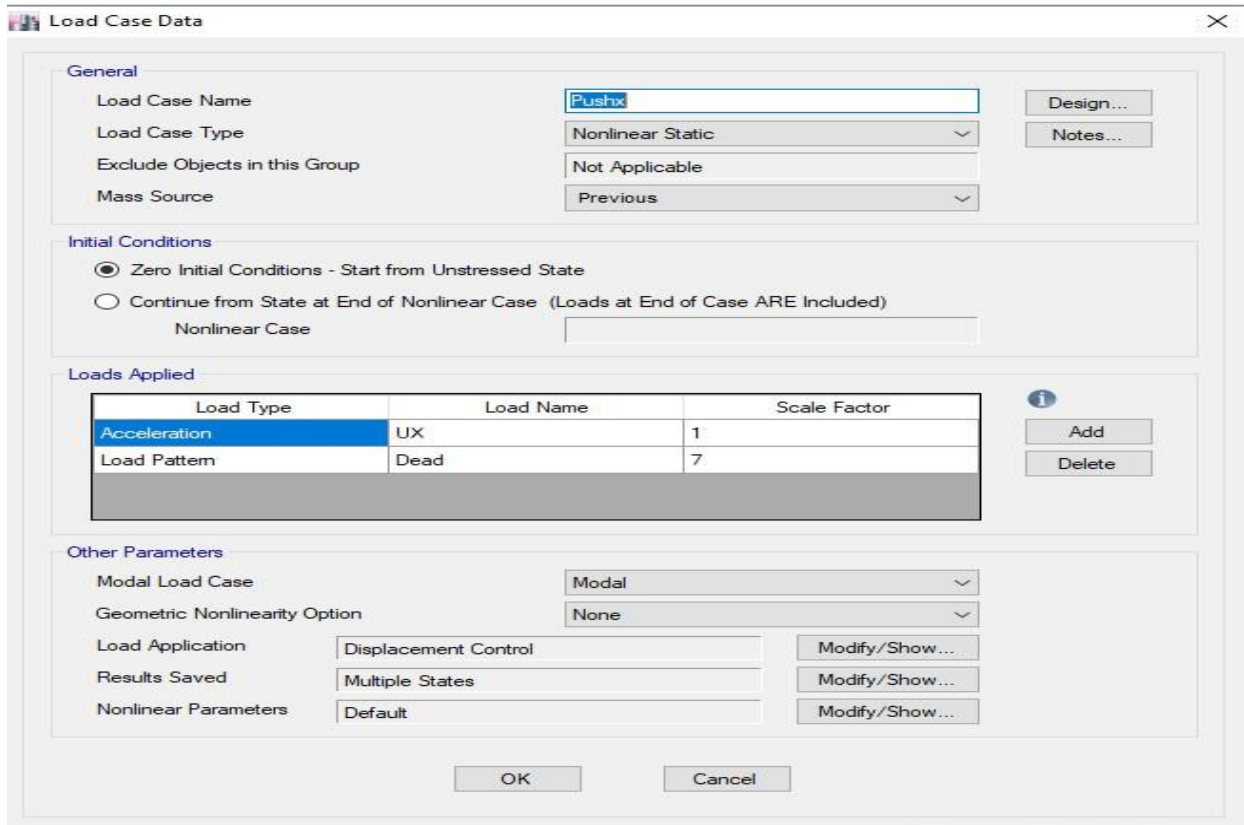 Load Case Data
General
Load Case Name Pushx Design...
Load Case Type Nonlinear Static Notes...
Exclude Objects in this Group Not Applicable
Mass Source Previous
Initial Conditions
Zero Initial Conditions - Start from Unstressed State
Continue from State at End of Nonlinear Case (Loads at End of Case ARE Included)
Nonlinear Case
Loads Applied
Load Type Load Name Scale Factor
Acceleration UX 1 Add
Load Pattern Dead 7 Delete
Other Parameters
Modal Load Case Modal
Geometric Nonlinearity Option None
Load Application Displacement Control Modify/Show...
Results Saved Multiple States Modify/Show...
Nonlinear Parameters Default Modify/Show...
OK Cancel